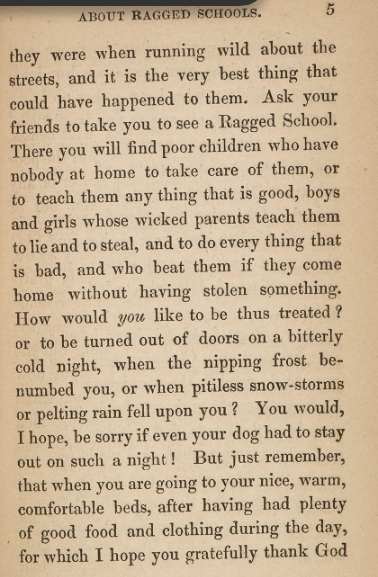 ABOUT RAGGED SCHOOLS. 5
they were when running wild about the
streets, and it is the very best thing that
could have happened to them. Ask your
friends to take you to see a Ragged School.
There you will find poor children who have
nobody at home to take care of them, or
to teach them any thing that is good, boys
and girls whose wicked parents teach them
to lie and to steal, and to do every thing that
is bad, and who beat them if they come
home without having stolen something.
How would you like to be thus treated?
or to be turned out of doors on a bitterly
cold night, when the nipping frost be-
numbed you, or when pitiless snow-storms
or pelting rain fell upon you? You would,
I hope, be sorry if even your dog had to stay
out on such a night! But just remember,
that when you are going to your nice, warm,
comfortable beds, after having had plenty
of good food and clothing during the day,
for which I hope you gratefully thank God